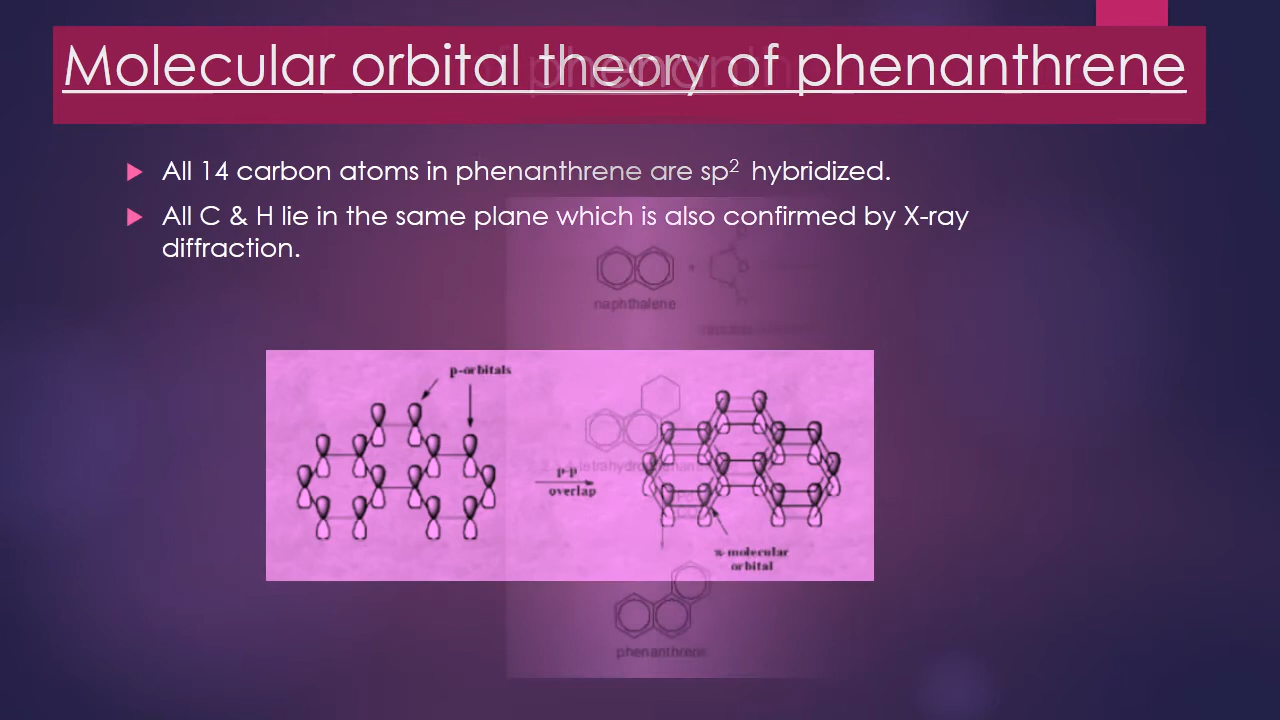 Molecular orbital theory of phenanthrene
All 14 carbon atoms in phenanthrene are sp² hybridized.
All C & H lie in the same plane which is also confirmed by X-ray
diffraction.
naphthalene
+
p-orbitals
p-p
overlap
π-molecular
orbital
phenanthrene